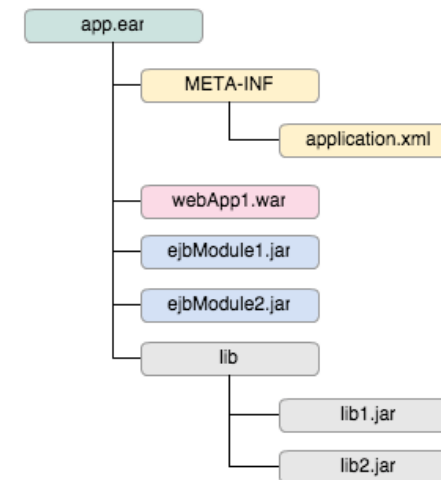 app.ear
META-INF
application.xml
webApp1.war
ejbModule1.jar
ejbModule2.jar
lib
lib1.jar
lib2.jar